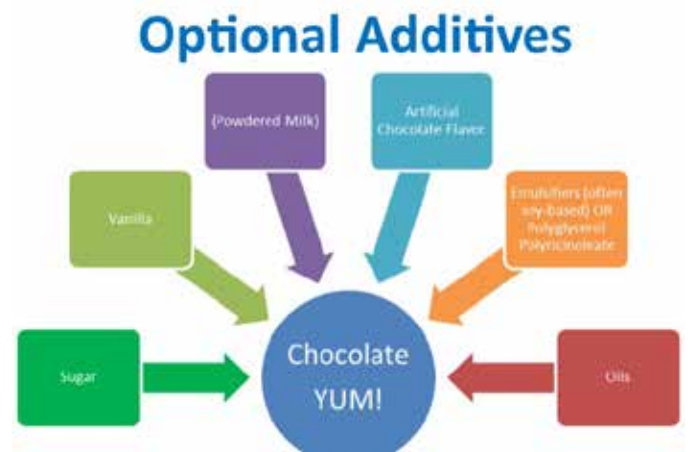 Optional Additives
(Powdered Milk)
Artificial
Chocolate Flavor
Vanilla
Emulsifiers (often
soy-based) OR
Polyglycerol
Polyricinoleate
Sugar
Chocolate
YUM!
Oils